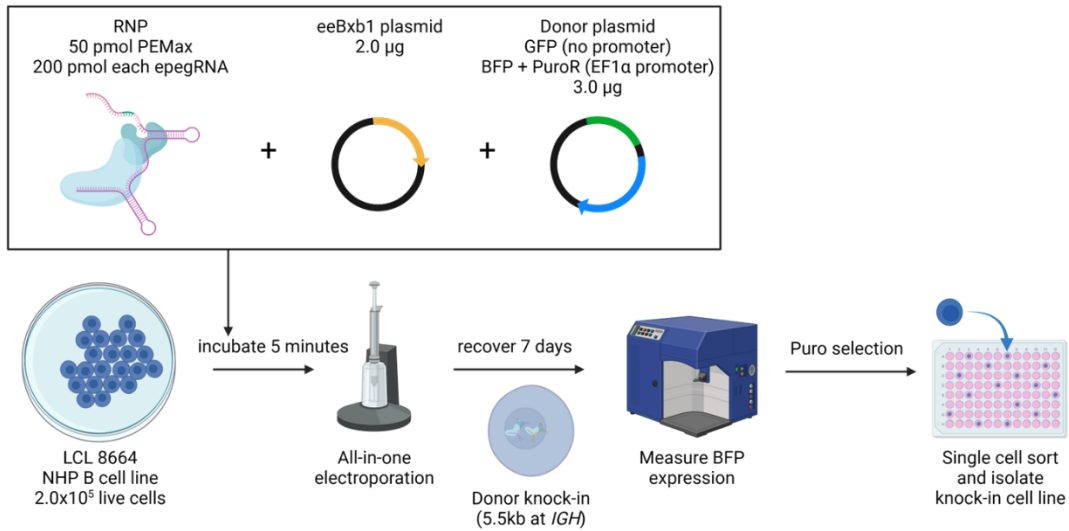 RNP
50 pmol PEMax
200 pmol each epegRNA
+
eeBxb1 plasmid
2.0 µg
+
Donor plasmid
GFP (no promoter)
BFP + PuroR (EF1α promoter)
3.0 µg
LCL 8664
NHP B cell line
2.0x10⁵ live cells
incubate 5 minutes
All-in-one
electroporation
recover 7 days
Donor knock-in
(5.5kb at IGH)
Measure BFP
expression
Puro selection
Single cell sort
and isolate
knock-in cell line